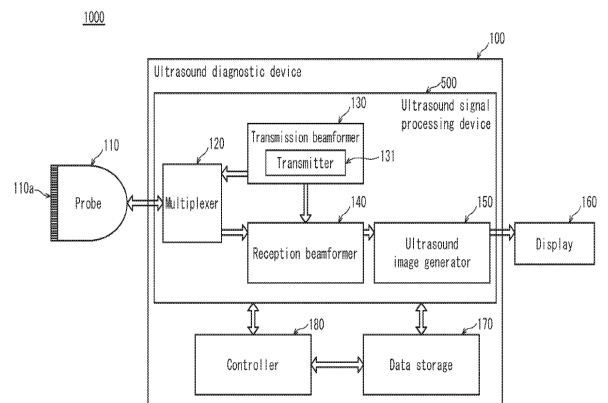 1000
100
Ultrasound diagnostic device
500
Ultrasound signal
processing device
130
Transmission beamformer
Transmitter
131
110
120
110a
Probe
Multiplexer
140
150
160
Reception beamformer
Ultrasound
image generator
Display
180
170
Controller
Data storage